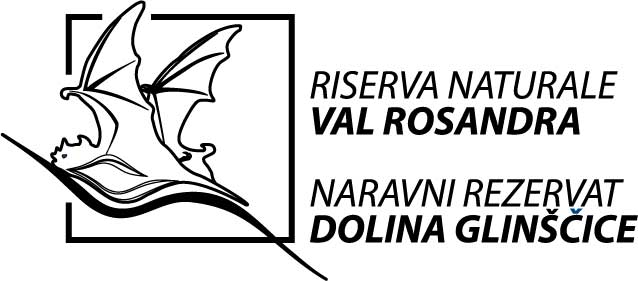 RISERVA NATURALE
VAL ROSANDRA
NARAVNI REZERVAT
DOLINA GLINŠČICE